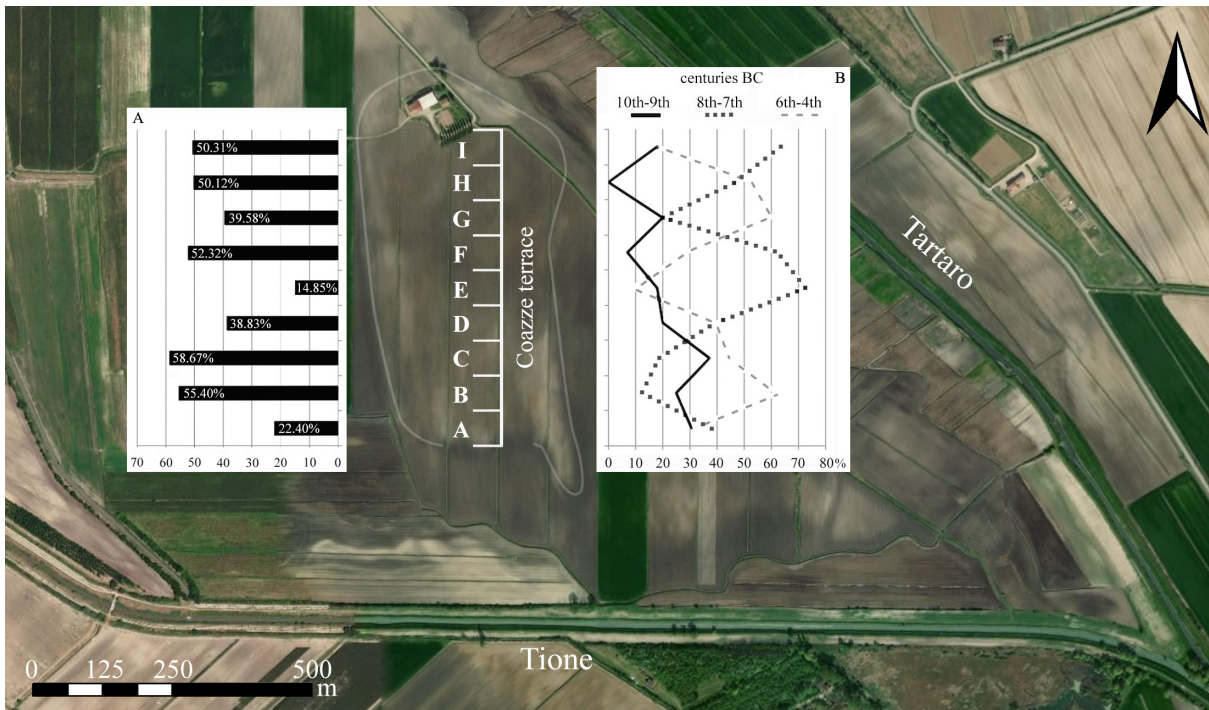 A
50.31%
50.12%
39.58%
52.32%
14.85%
38.83%
58.67%
55.40%
22.40%
70 60 50 40 30 20 10 0
I
H
G
F
E
D
C
B
A
Coazze terrace
centuries BC B
10th-9th 8th-7th 6th-4th
0 10 20 30 40 50 60 70 80%
Tartaro
Tione
0 125 250 500
m